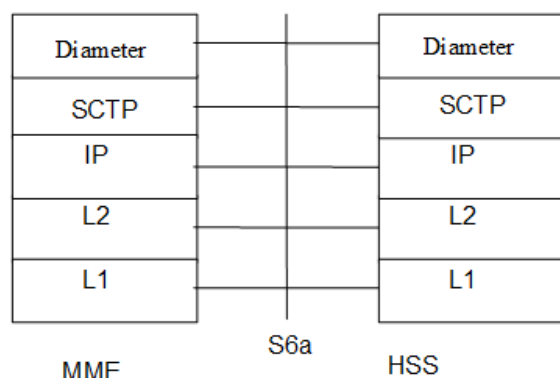 Diameter
Diameter
SCTP
SCTP
IP
IP
L2
L2
L1
L1
S6a
MME
HSS